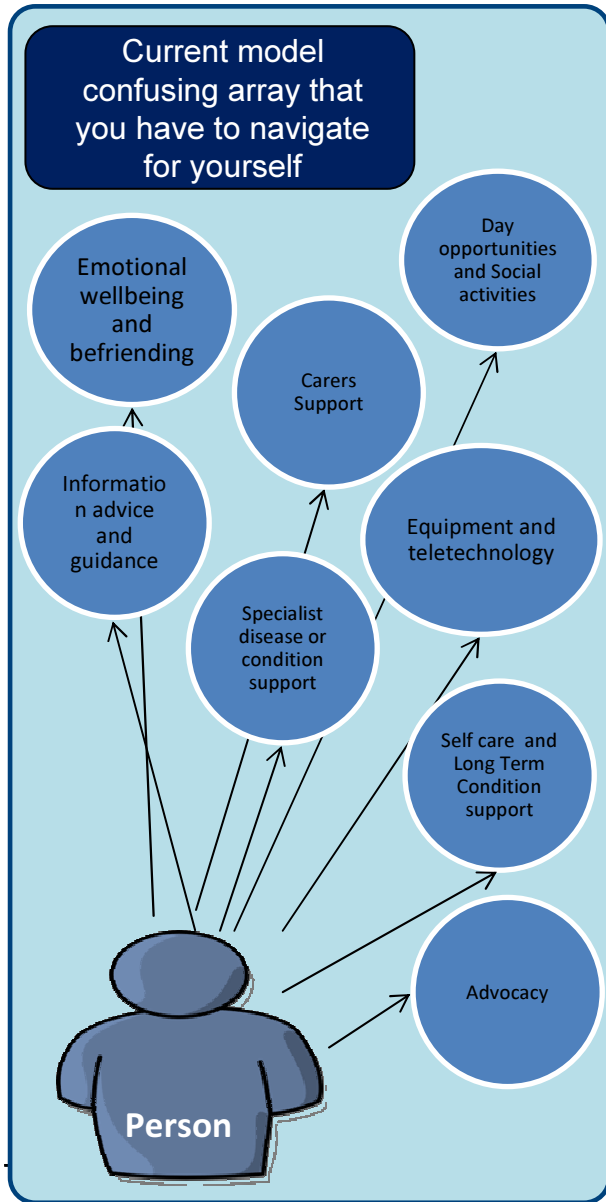 Current model
confusing array that
you have to navigate
for yourself
Day
opportunities
and Social
activities
Emotional
wellbeing
and
befriending
Carers
Support
Informatio
n advice
and
guidance
Equipment and
teletechnology
Specialist
disease or
condition
support
Self care and
Long Term
Condition
support
Advocacy
Person